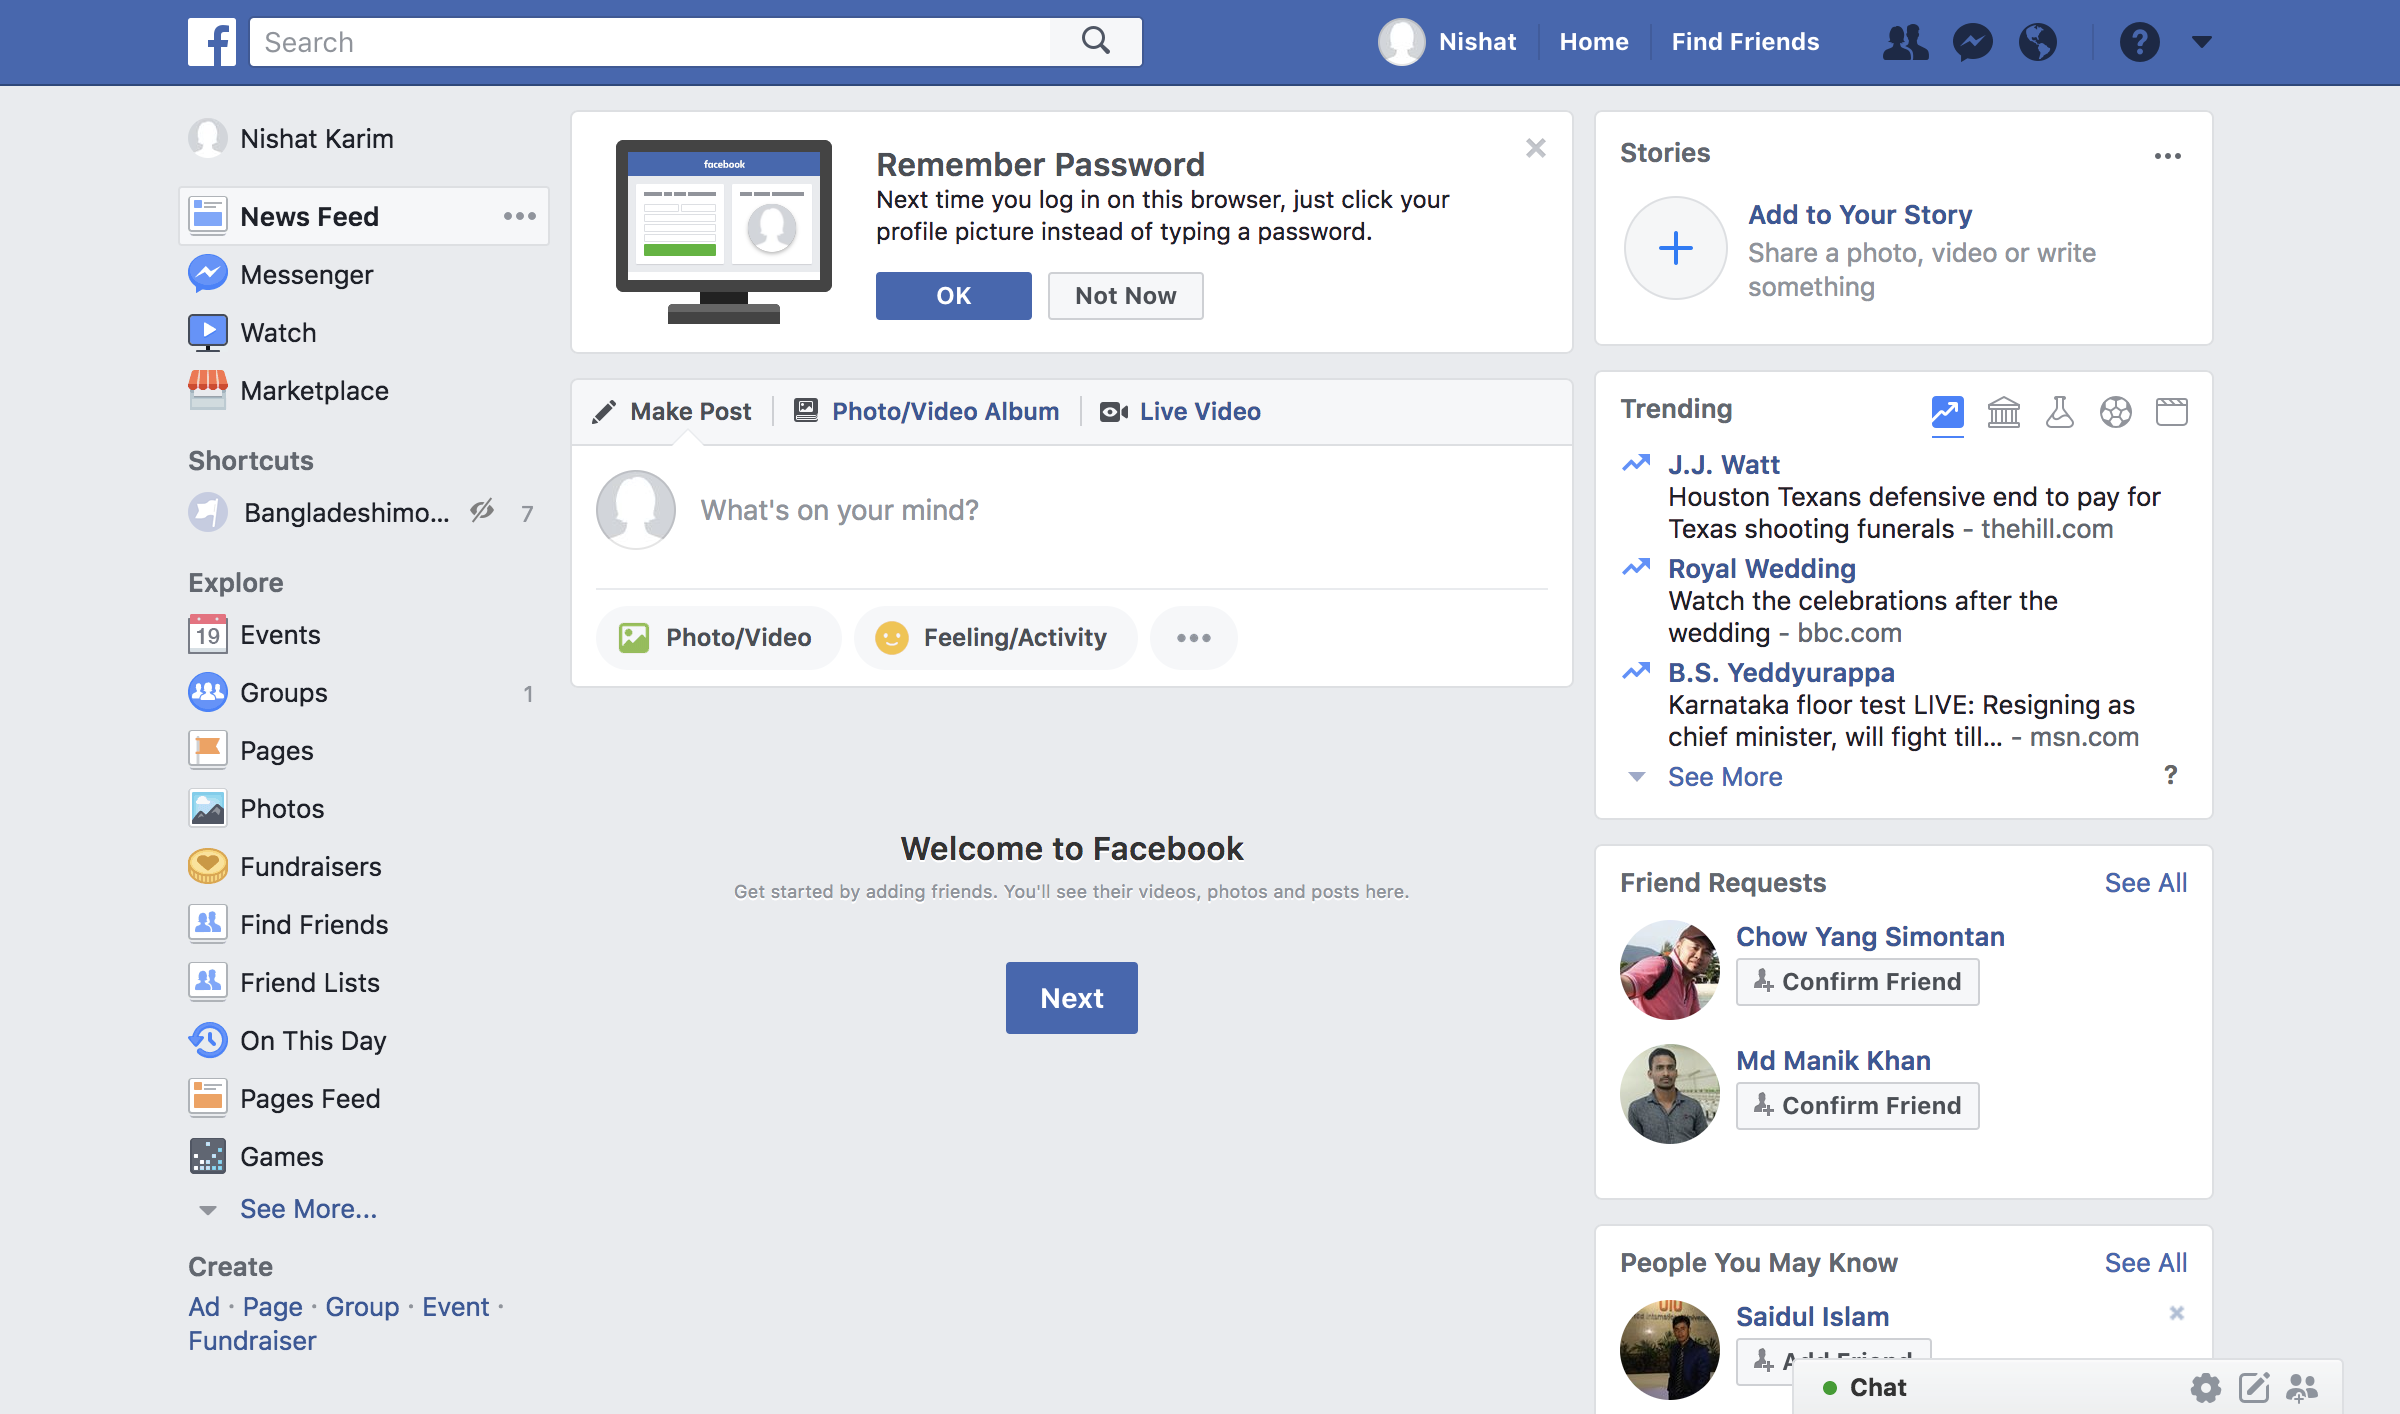 Search
Nishat
Home
Find Friends
Nishat Karim
News Feed
Messenger
Watch
Marketplace
Shortcuts
Bangladeshimo... 7
Explore
19
Events
Groups 1
Pages
Photos
Fundraisers
Find Friends
Friend Lists
On This Day
Pages Feed
Games
See More...
Create
Ad · Page · Group · Event ·
Fundraiser
facebook
Remember Password
Next time you log in on this browser, just click your
profile picture instead of typing a password.
OK
Not Now
Make Post
Photo/Video Album
Live Video
What's on your mind?
Photo/Video
Feeling/Activity
Welcome to Facebook
Get started by adding friends. You'll see their videos, photos and posts here.
Next
Stories
Add to Your Story
Share a photo, video or write
something
Trending
J.J. Watt
Houston Texans defensive end to pay for
Texas shooting funerals - thehill.com
Royal Wedding
Watch the celebrations after the
wedding - bbc.com
B.S. Yeddyurappa
Karnataka floor test LIVE: Resigning as
chief minister, will fight till... - msn.com
See More ?
Friend Requests See All
Chow Yang Simontan
Confirm Friend
Md Manik Khan
Confirm Friend
People You May Know See All
Saidul Islam
Add Friend
Chat